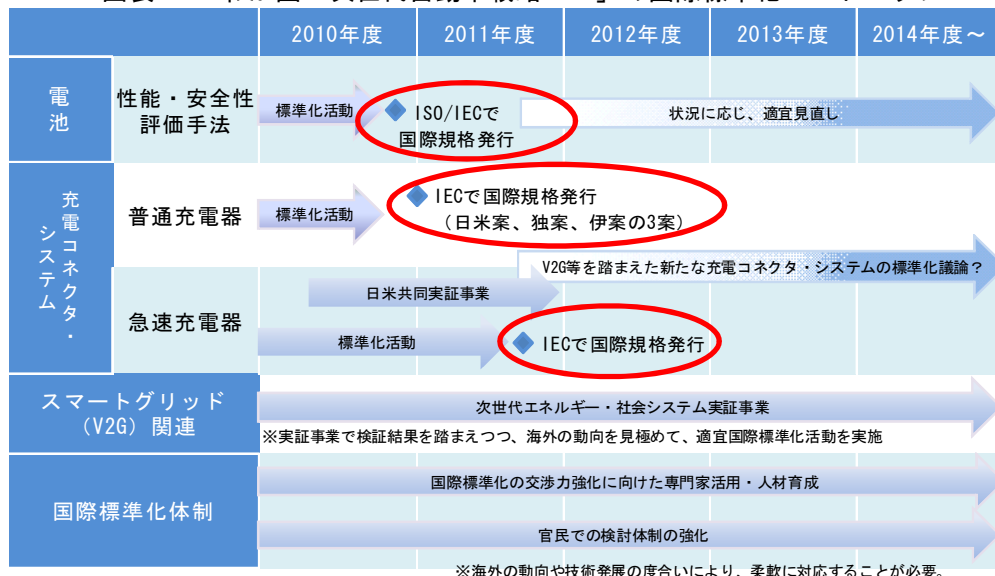 2010年度 2011年度 2012年度 2013年度 2014年度～
電池
性能・安全性
評価手法
標準化活動
ISO/IECで
国際規格発行
状況に応じ、適宜見直し
充電コネクタ・
システム
普通充電器
標準化活動
IECで国際規格発行
（日米案、独案、伊案の3案）
V2G等を踏まえた新たな充電コネクタ・システムの標準化議論？
急速充電器
日米共同実証事業
標準化活動
IECで国際規格発行
スマートグリッド
（V2G）関連
次世代エネルギー・社会システム実証事業
※実証事業で検証結果を踏まえつつ、海外の動向を見極めて、適宜国際標準化活動を実施
国際標準化体制
国際標準化の交渉力強化に向けた専門家活用・人材育成
官民での検討体制の強化
※海外の動向や技術発展の度合いにより、柔軟に対応することが必要。